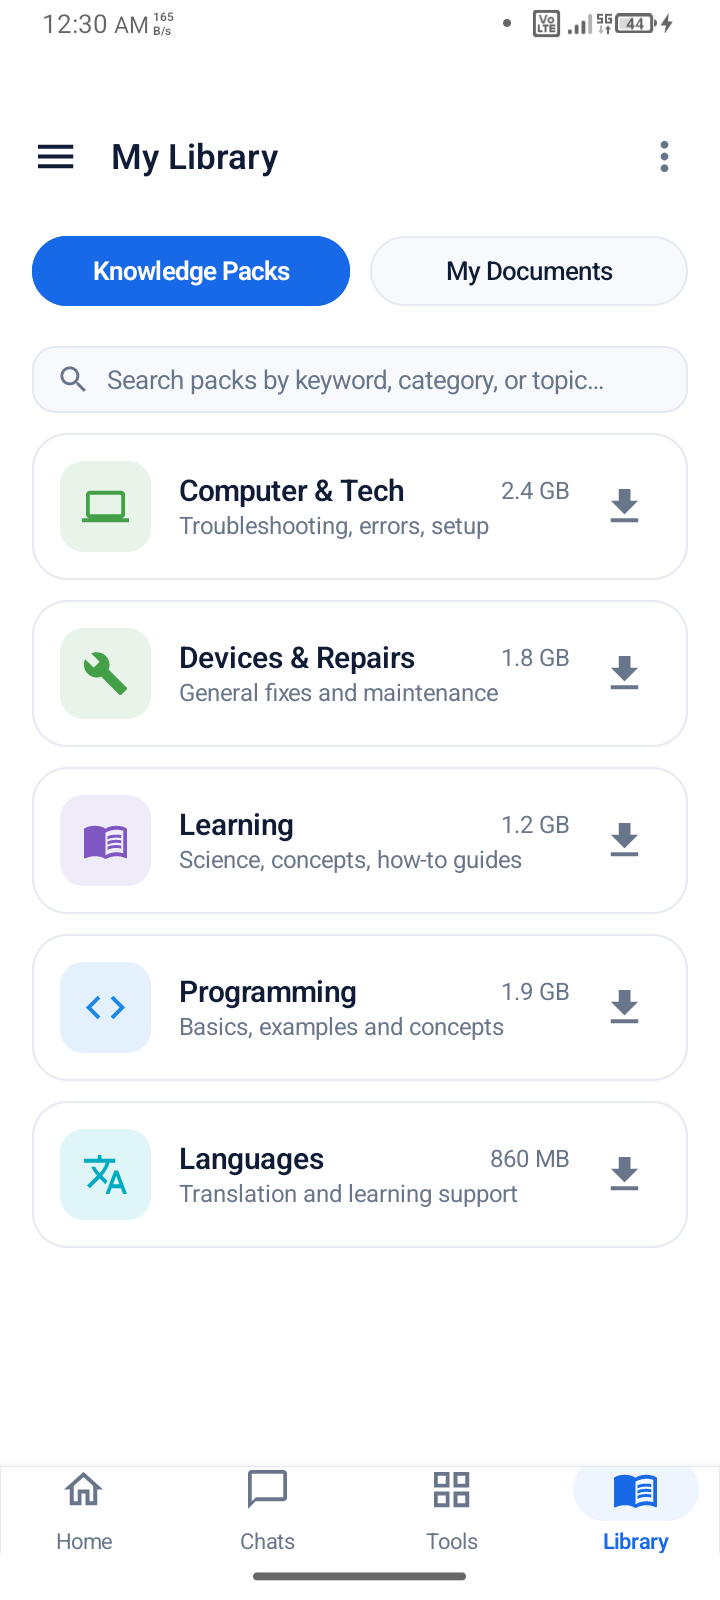 12:30 AM 165 B/s Vo LTE 5G 44
My Library
Knowledge Packs My Documents
Search packs by keyword, category, or topic...
Computer & Tech 2.4 GB
Troubleshooting, errors, setup
Devices & Repairs 1.8 GB
General fixes and maintenance
Learning 1.2 GB
Science, concepts, how-to guides
Programming 1.9 GB
Basics, examples and concepts
Languages 860 MB
Translation and learning support
Home Chats Tools Library